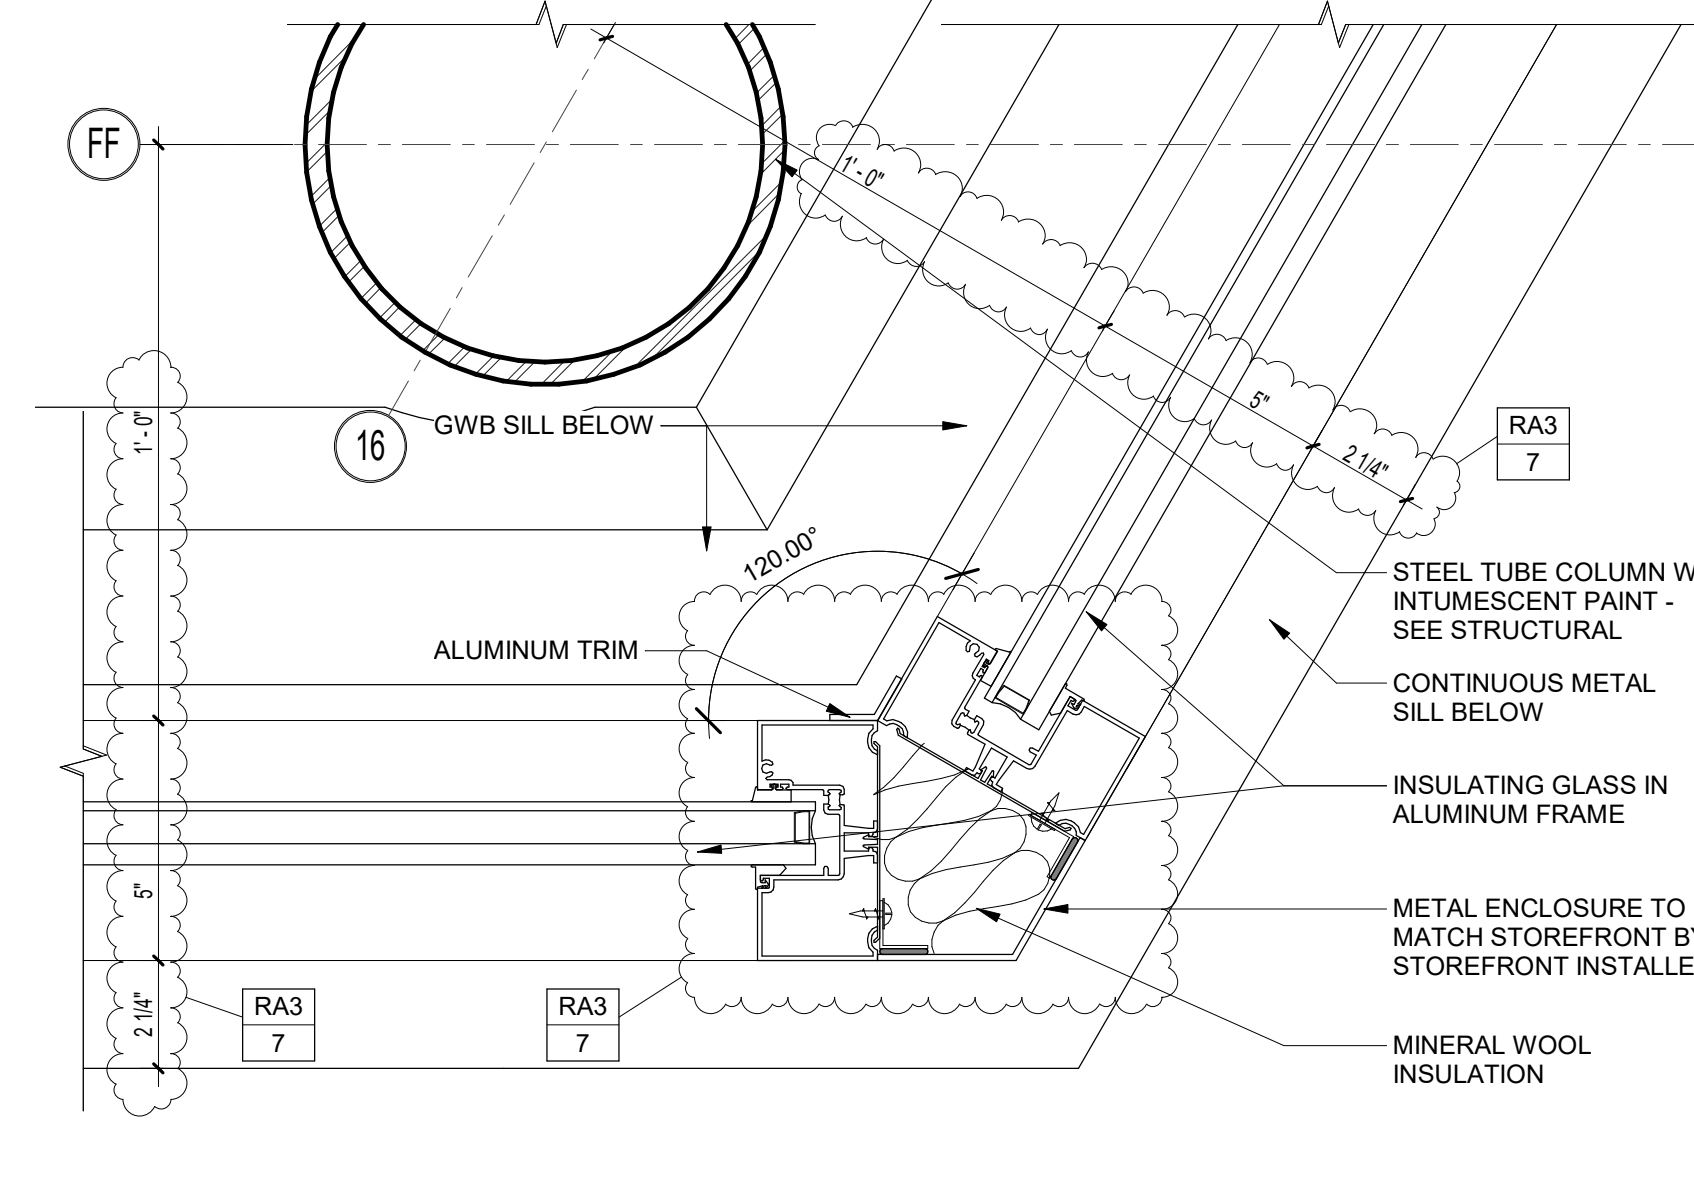 FF
1' - 0"
1' - 0"
GWB SILL BELOW
16
5"
2 1/4"
RA3
7
120.00°
STEEL TUBE COLUMN W
INTUMESCENT PAINT -
SEE STRUCTURAL
ALUMINUM TRIM
CONTINUOUS METAL
SILL BELOW
INSULATING GLASS IN
ALUMINUM FRAME
5"
METAL ENCLOSURE TO
MATCH STOREFRONT BY
STOREFRONT INSTALLE
2 1/4"
RA3
7
RA3
7
MINERAL WOOL
INSULATION